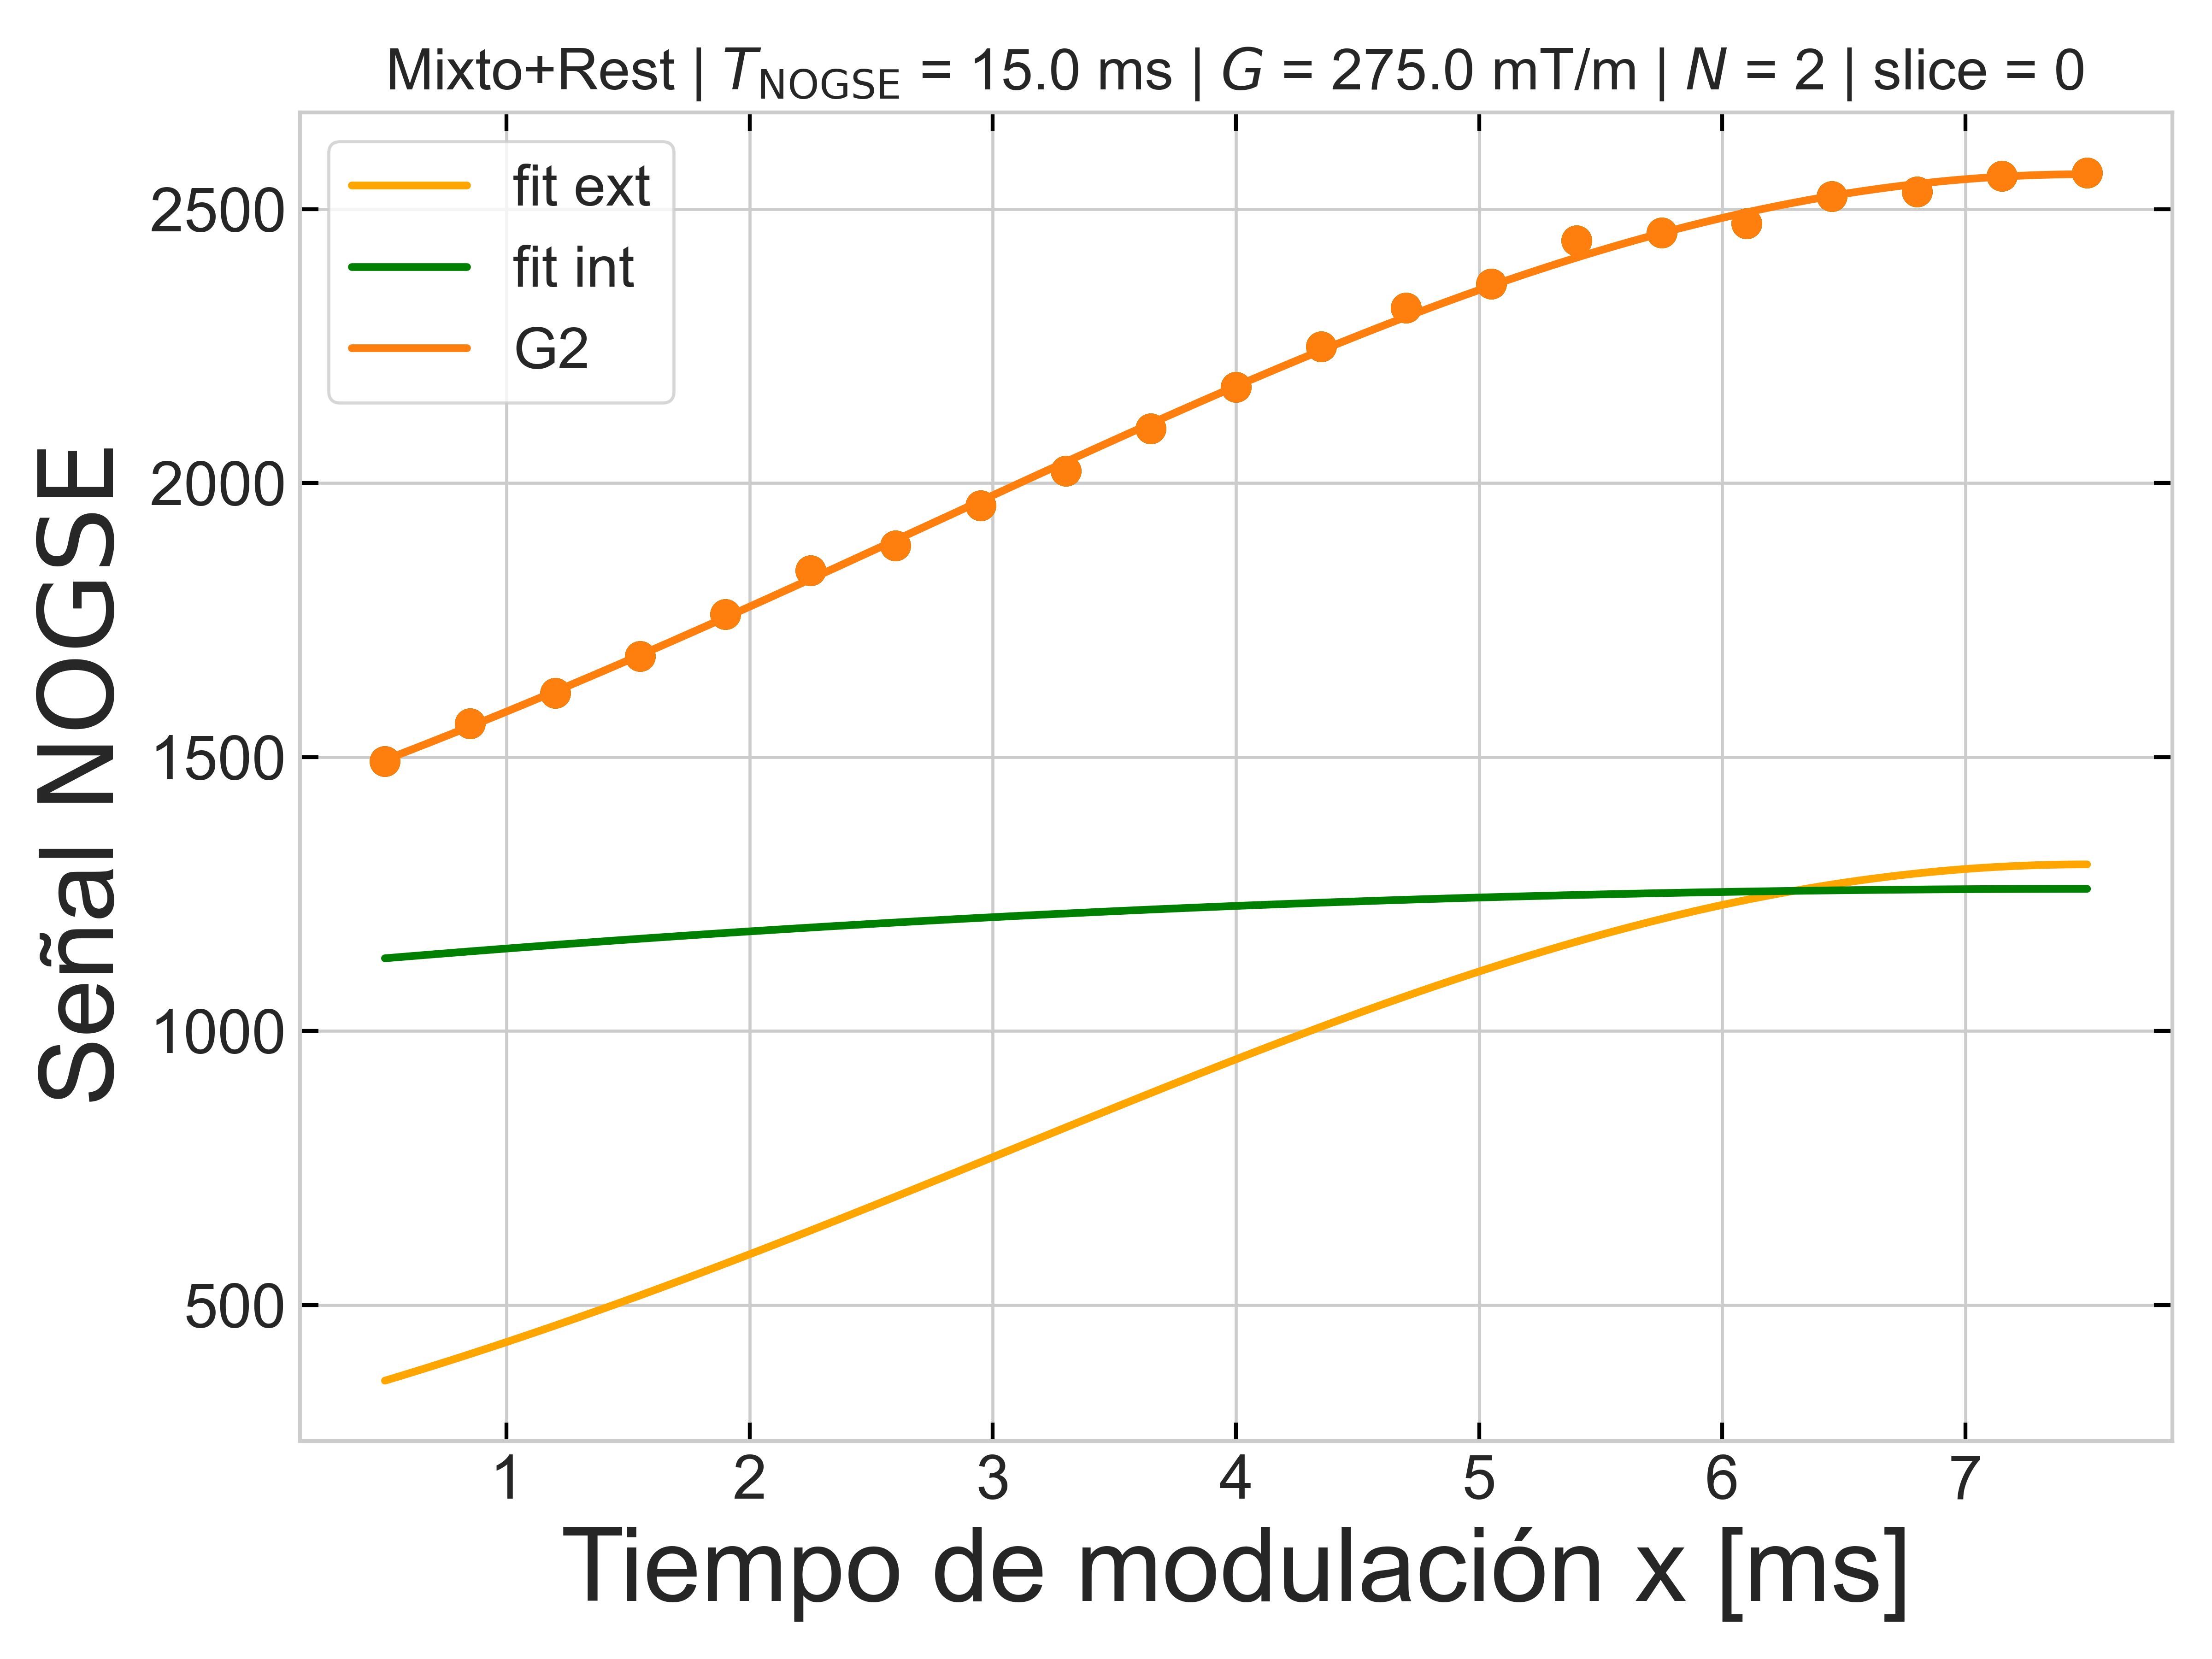 Mixto+Rest | T_NOGSE = 15.0 ms | G = 275.0 mT/m | N = 2 | slice = 0
fit ext
fit int
G2
2500
2000
1500
1000
500
Señal NOGSE
1 2 3 4 5 6 7
Tiempo de modulación x [ms]